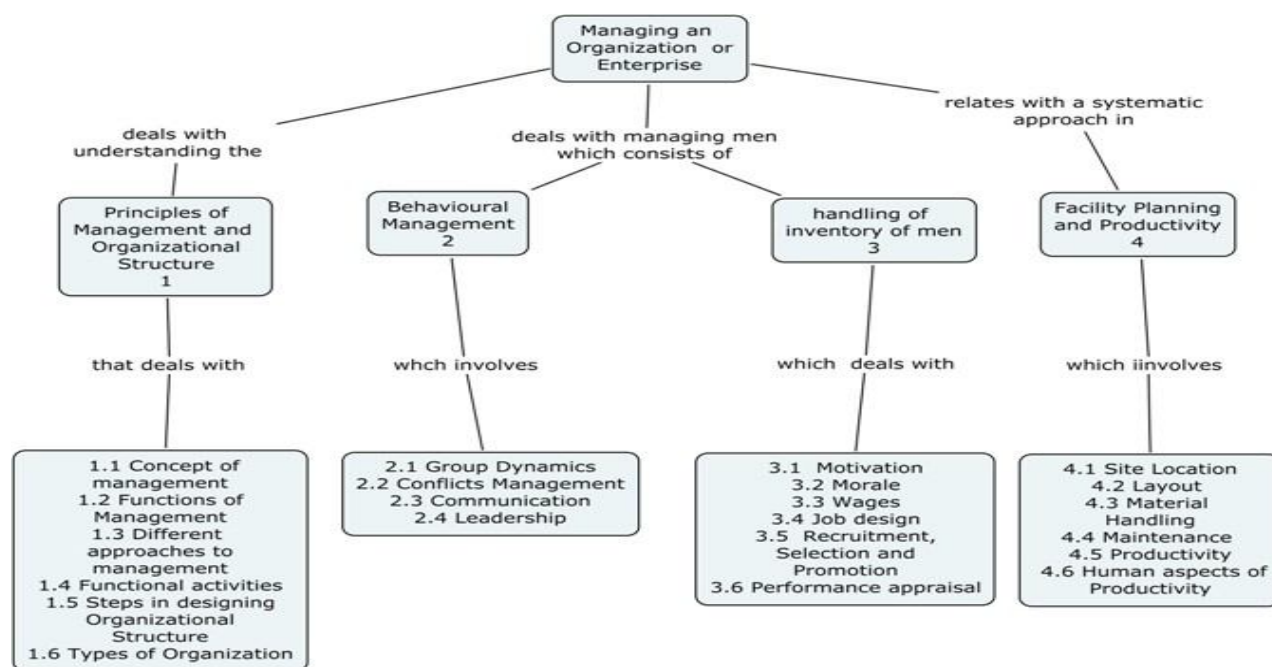 Managing an
Organization or
Enterprise
deals with
understanding the
deals with managing men
which consists of
relates with a systematic
approach in
Principles of
Management and
Organizational
Structure
1
Behavioural
Management
2
handling of
inventory of men
3
Facility Planning
and Productivity
4
that deals with
whch involves
which deals with
which iinvolves
1.1 Concept of
management
1.2 Functions of
Management
1.3 Different
approaches to
management
1.4 Functional activities
1.5 Steps in designing
Organizational
Structure
1.6 Types of Organization
2.1 Group Dynamics
2.2 Conflicts Management
2.3 Communication
2.4 Leadership
3.1 Motivation
3.2 Morale
3.3 Wages
3.4 Job design
3.5 Recruitment,
Selection and
Promotion
3.6 Performance appraisal
4.1 Site Location
4.2 Layout
4.3 Material
Handling
4.4 Maintenance
4.5 Productivity
4.6 Human aspects of
Productivity